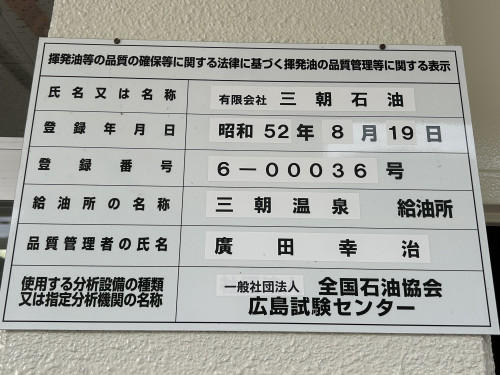 揮発油等の品質の確保等に関する法律に基づく揮発油の品質管理等に関する表示
氏名又は名称 有限会社 三朝石油
登録年月日 昭和 52年 8月19日
登録番号 6-00036号
給油所の名称 三朝温泉 給油所
品質管理者の氏名 廣田幸治
使用する分析設備の種類
又は指定分析機関の名称
一般社団法人 全国石油協会
広島試験センター